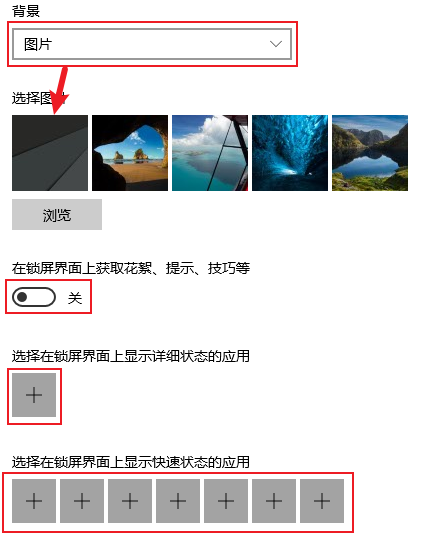 背景
图片
选择图片
浏览
在锁屏界面上获取花絮、提示、技巧等
关
选择在锁屏界面上显示详细状态的应用
选择在锁屏界面上显示快速状态的应用